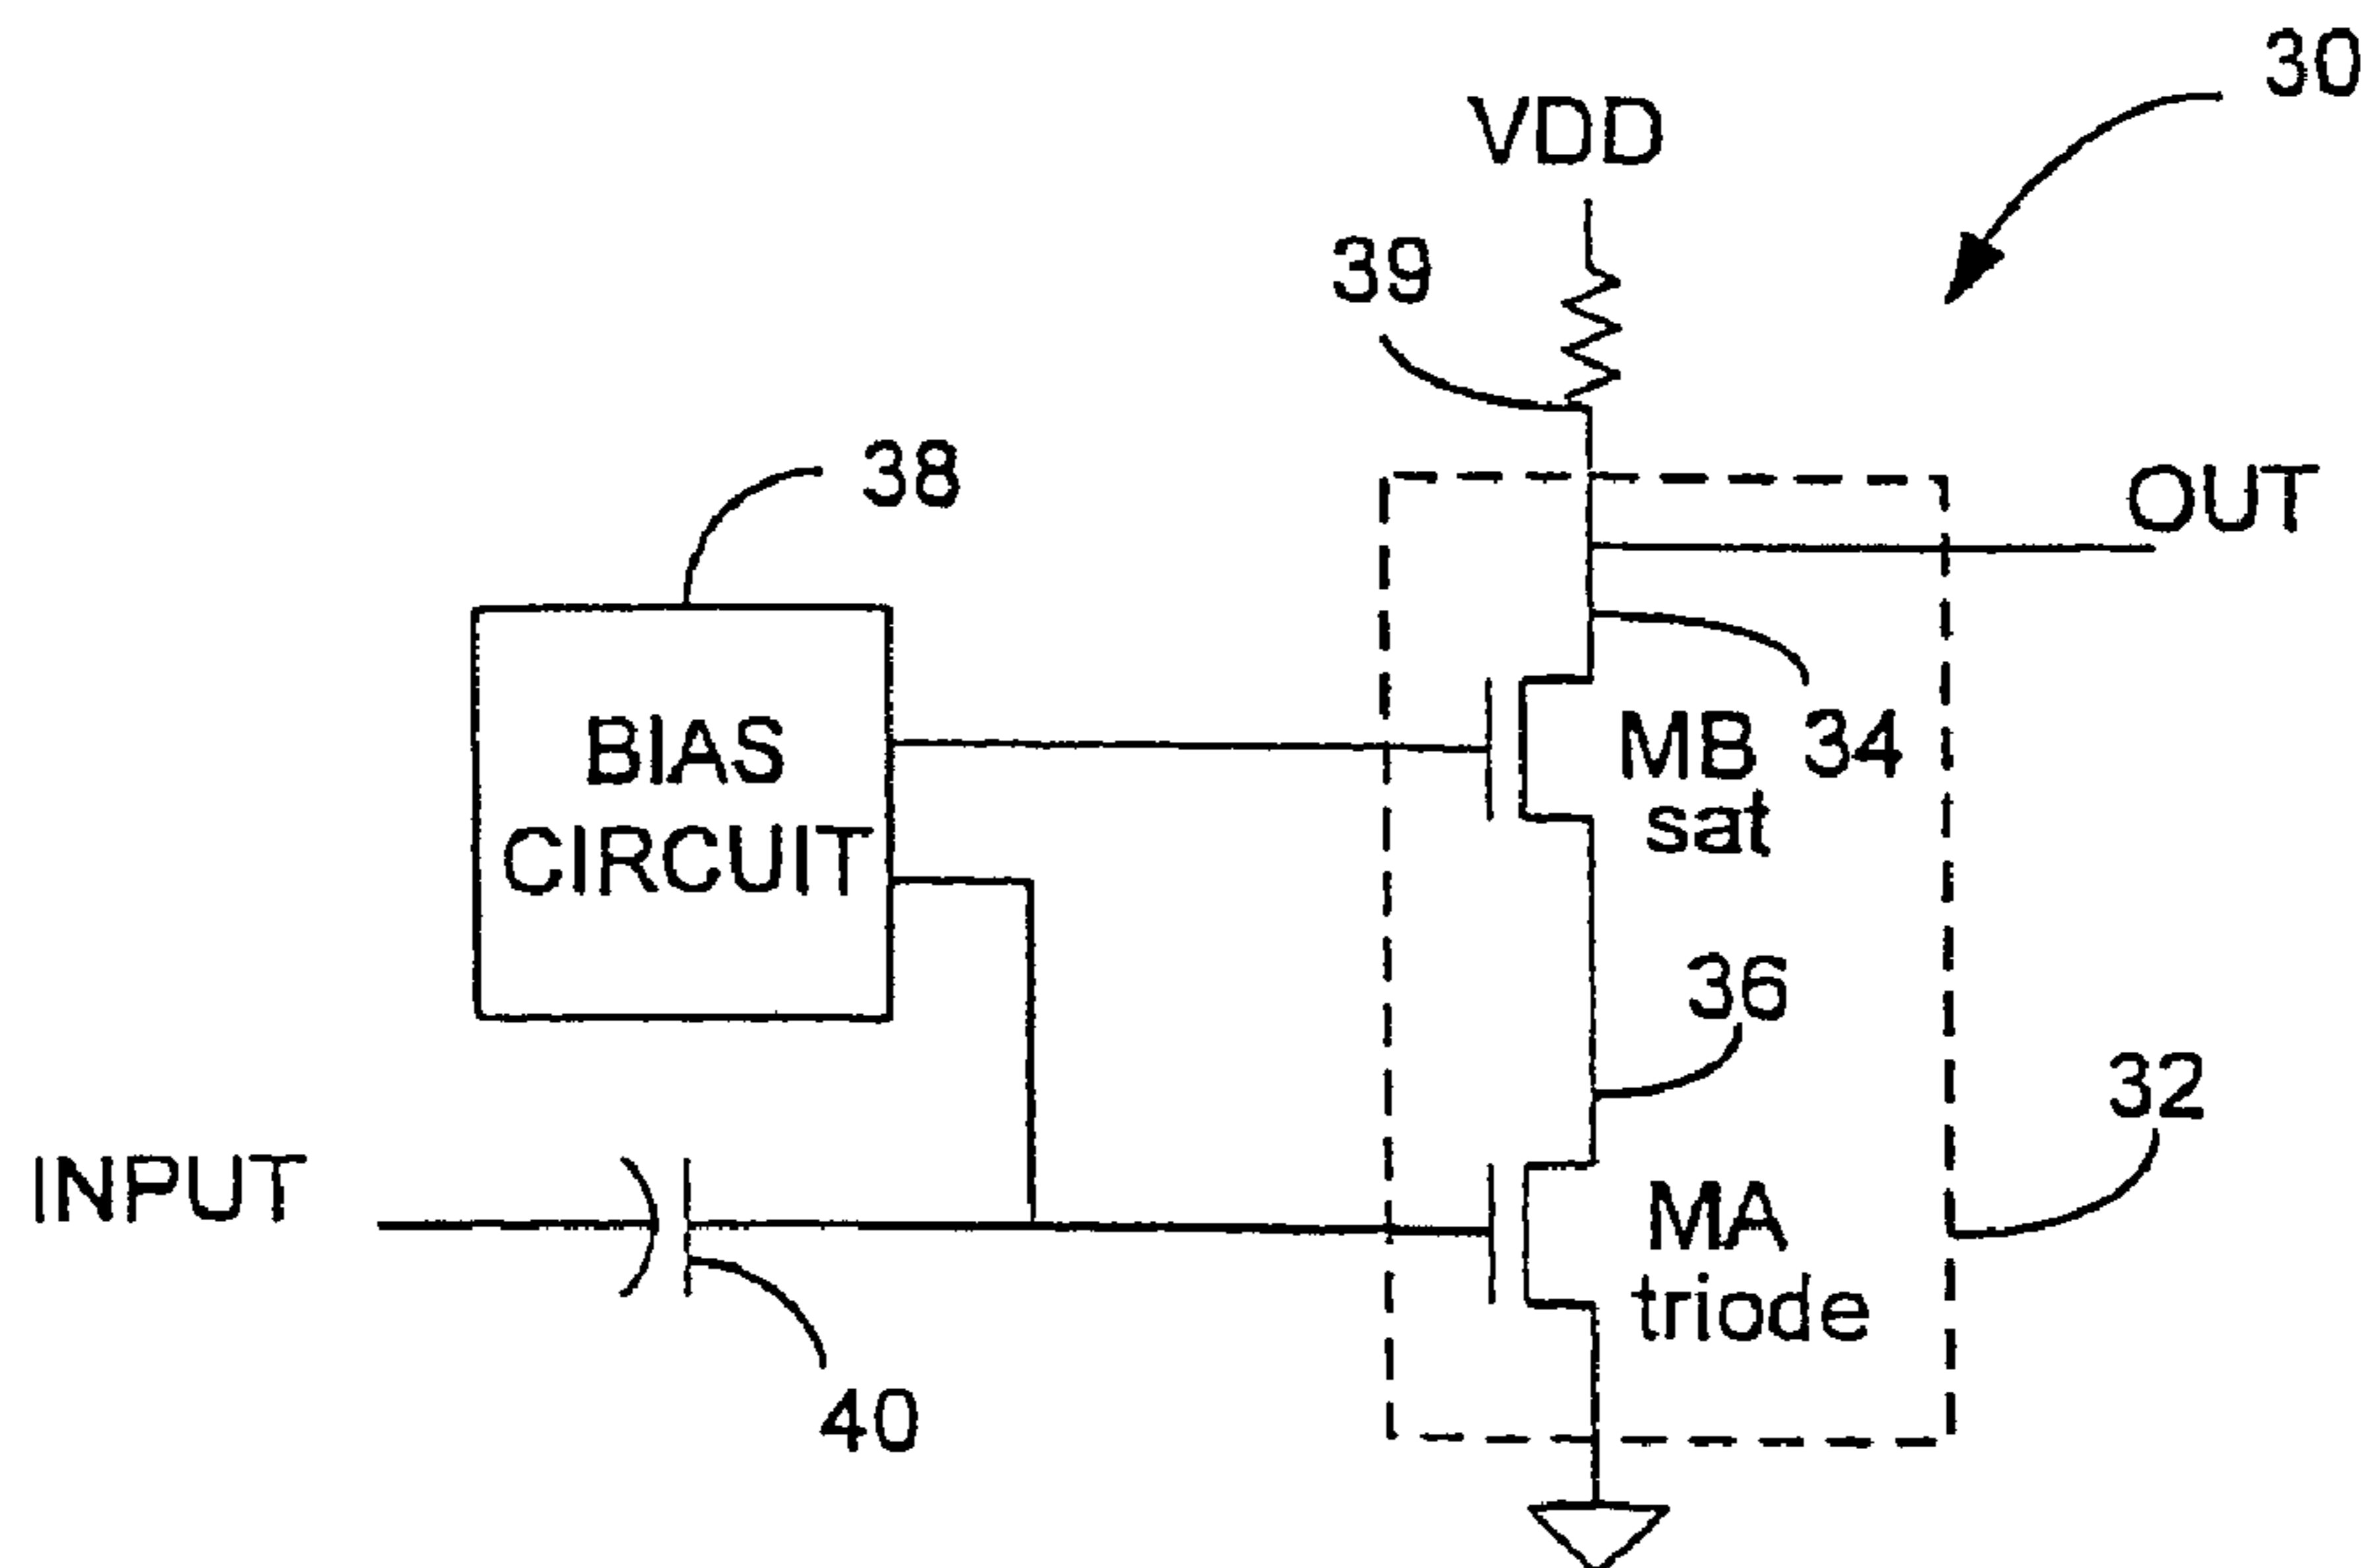 30
VDD
39
38
OUT
BIAS
CIRCUIT
MB
sat
34
36
32
INPUT
MA
triode
40